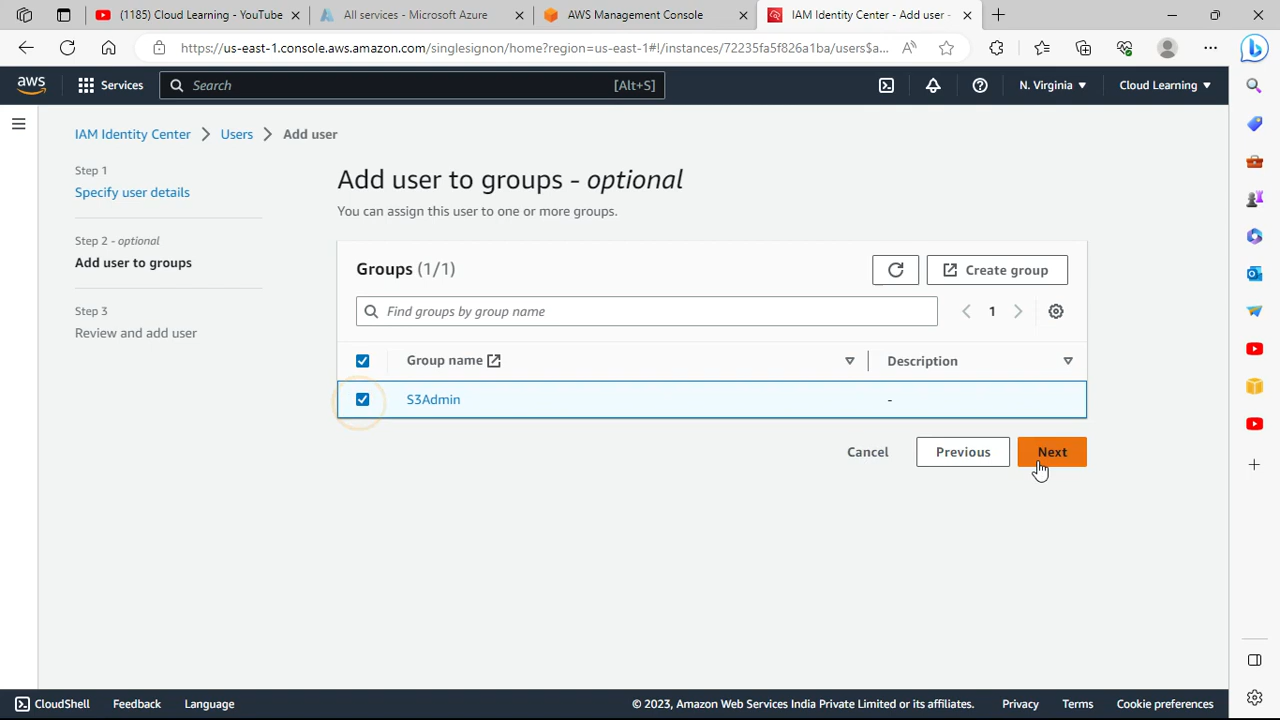 (1185) Cloud Learning - YouTube
All services - Microsoft Azure
AWS Management Console
IAM Identity Center - Add user -
https://us-east-1.console.aws.amazon.com/singlesignon/home?region=us-east-1#!/instances/72235fa5f826a1ba/users$a...
aws
Services
Search
[Alt+S]
N. Virginia
Cloud Learning
IAM Identity Center
Users
Add user
Step 1
Specify user details
Step 2 - optional
Add user to groups
Step 3
Review and add user
Add user to groups - optional
You can assign this user to one or more groups.
Groups (1/1)
Create group
Find groups by group name
1
Group name
Description
S3Admin
-
Cancel
Previous
Next
CloudShell
Feedback
Language
© 2023, Amazon Web Services India Private Limited or its affiliates.
Privacy
Terms
Cookie preferences